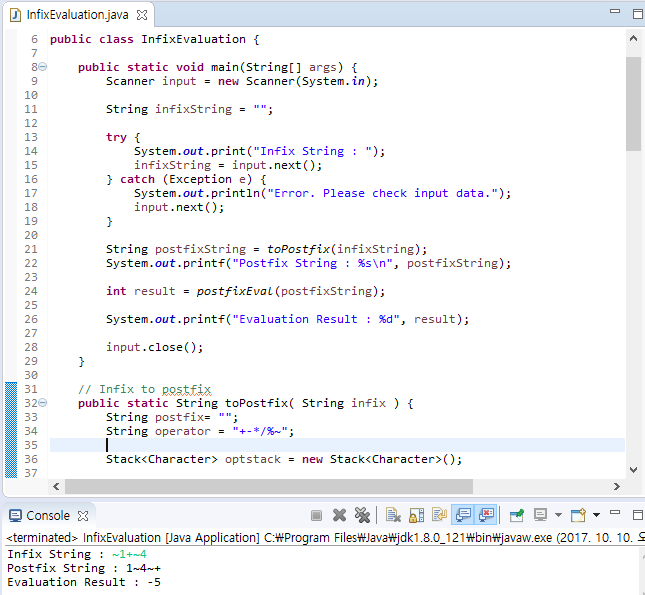 InfixEvaluation.java
6 public class InfixEvaluation {
7
8 public static void main(String[] args) {
9 Scanner input = new Scanner(System.in);
10
11 String infixString = "";
12
13 try {
14 System.out.print("Infix String : ");
15 infixString = input.next();
16 } catch (Exception e) {
17 System.out.println("Error. Please check input data.");
18 input.next();
19 }
20
21 String postfixString = toPostfix(infixString);
22 System.out.printf("Postfix String : %s\n", postfixString);
23
24 int result = postfixEval(postfixString);
25
26 System.out.printf("Evaluation Result : %d", result);
27
28 input.close();
29 }
30
31 // Infix to postfix
32 public static String toPostfix( String infix ) {
33 String postfix= "";
34 String operator = "+-*/%~";
35
36 Stack<Character> optstack = new Stack<Character>();
37
Console
<terminated> InfixEvaluation [Java Application] C:₩Program Files₩Java₩jdk1.8.0_121₩bin₩javaw.exe (2017. 10. 10.
Infix String : ~1+~4
Postfix String : 1~4~+
Evaluation Result : -5